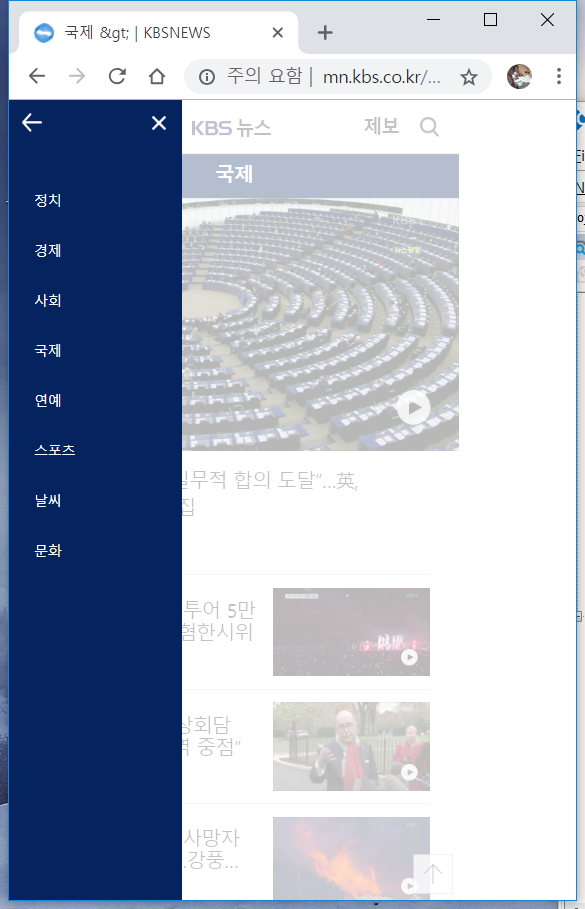 국제 &gt; | KBSNEWS
주의 요함 | mn.kbs.co.kr/...
KBS 뉴스
제보
국제
정치
경제
사회
국제
연예
스포츠
날씨
문화
KBS
실무적 합의 도달”...英,
집
투어 5만
혐한시위
상회담
역 중점”
사망자
강풍...